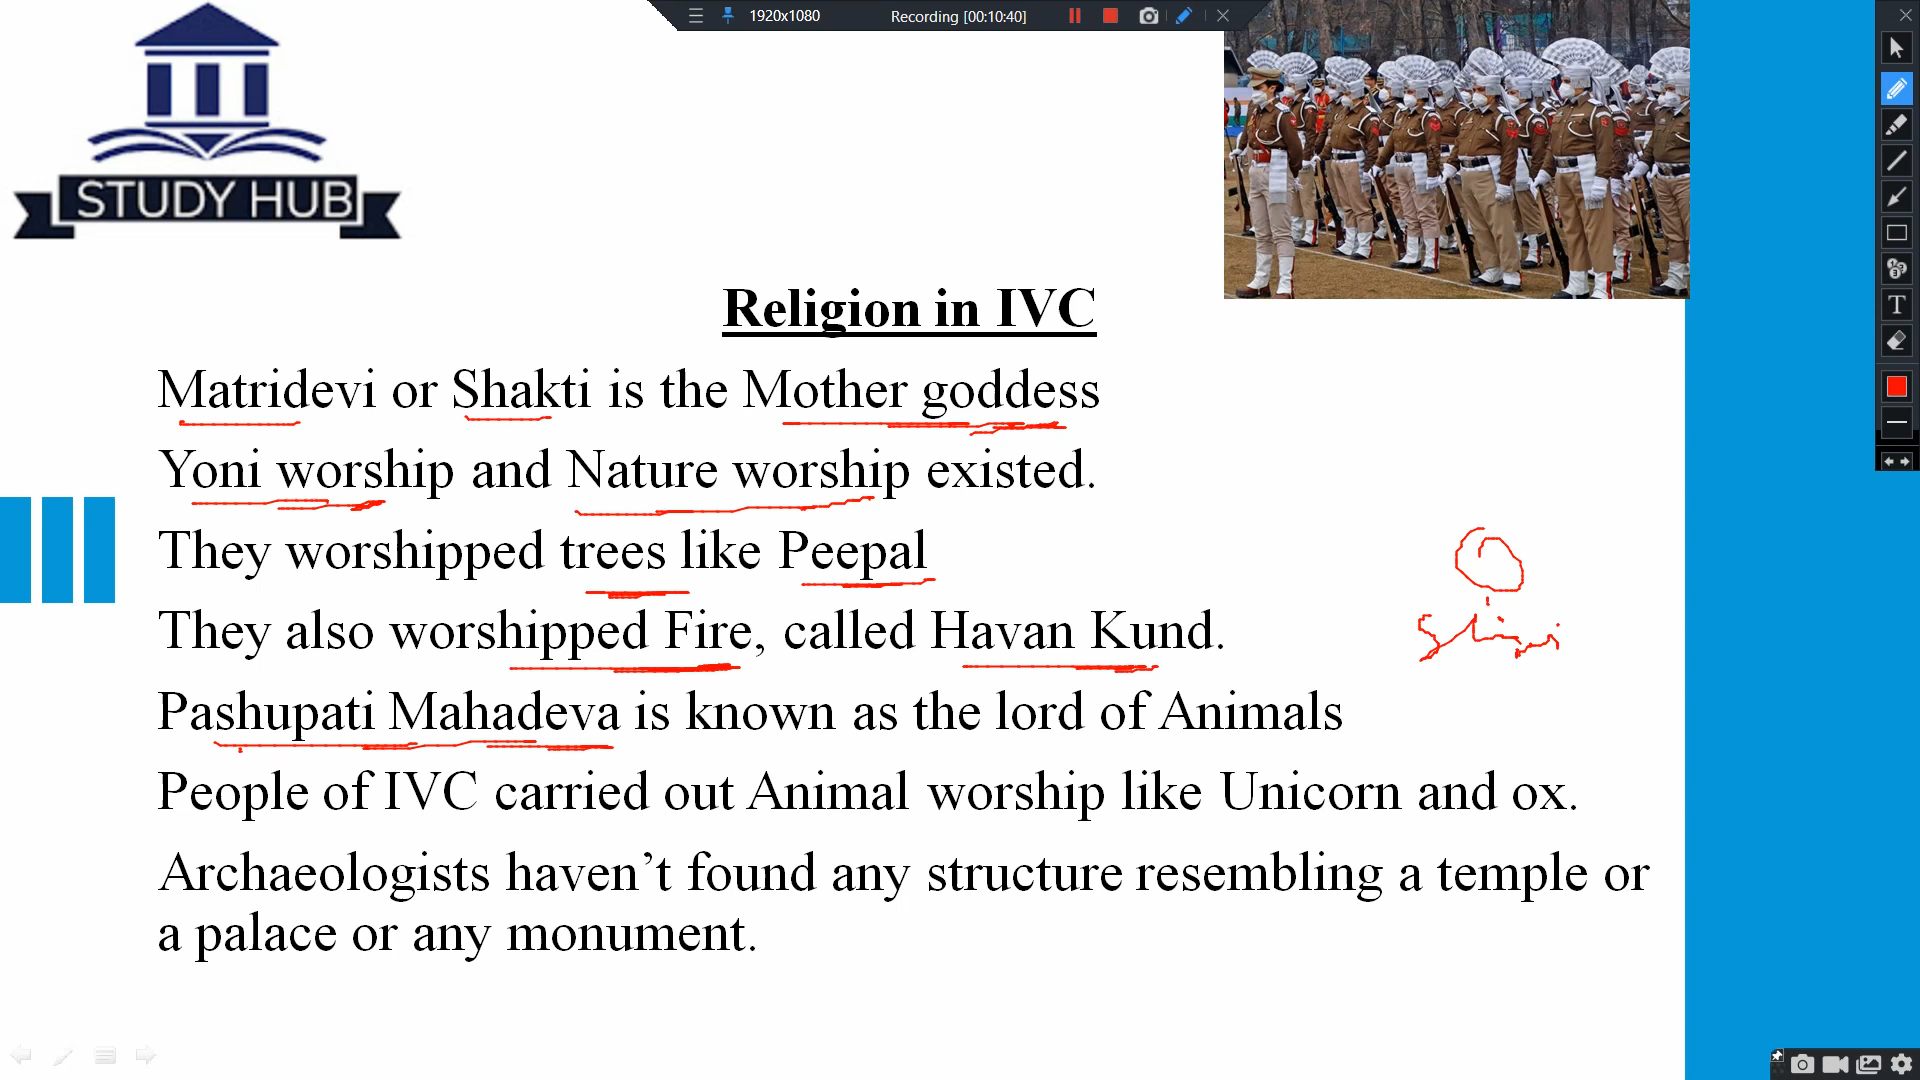 1920x1080
Recording [00:10:40]
STUDY HUB
Religion in IVC
Matridevi or Shakti is the Mother goddess
Yoni worship and Nature worship existed.
They worshipped trees like Peepal
They also worshipped Fire, called Havan Kund.
Pashupati Mahadeva is known as the lord of Animals
People of IVC carried out Animal worship like Unicorn and ox.
Archaeologists haven’t found any structure resembling a temple or
a palace or any monument.